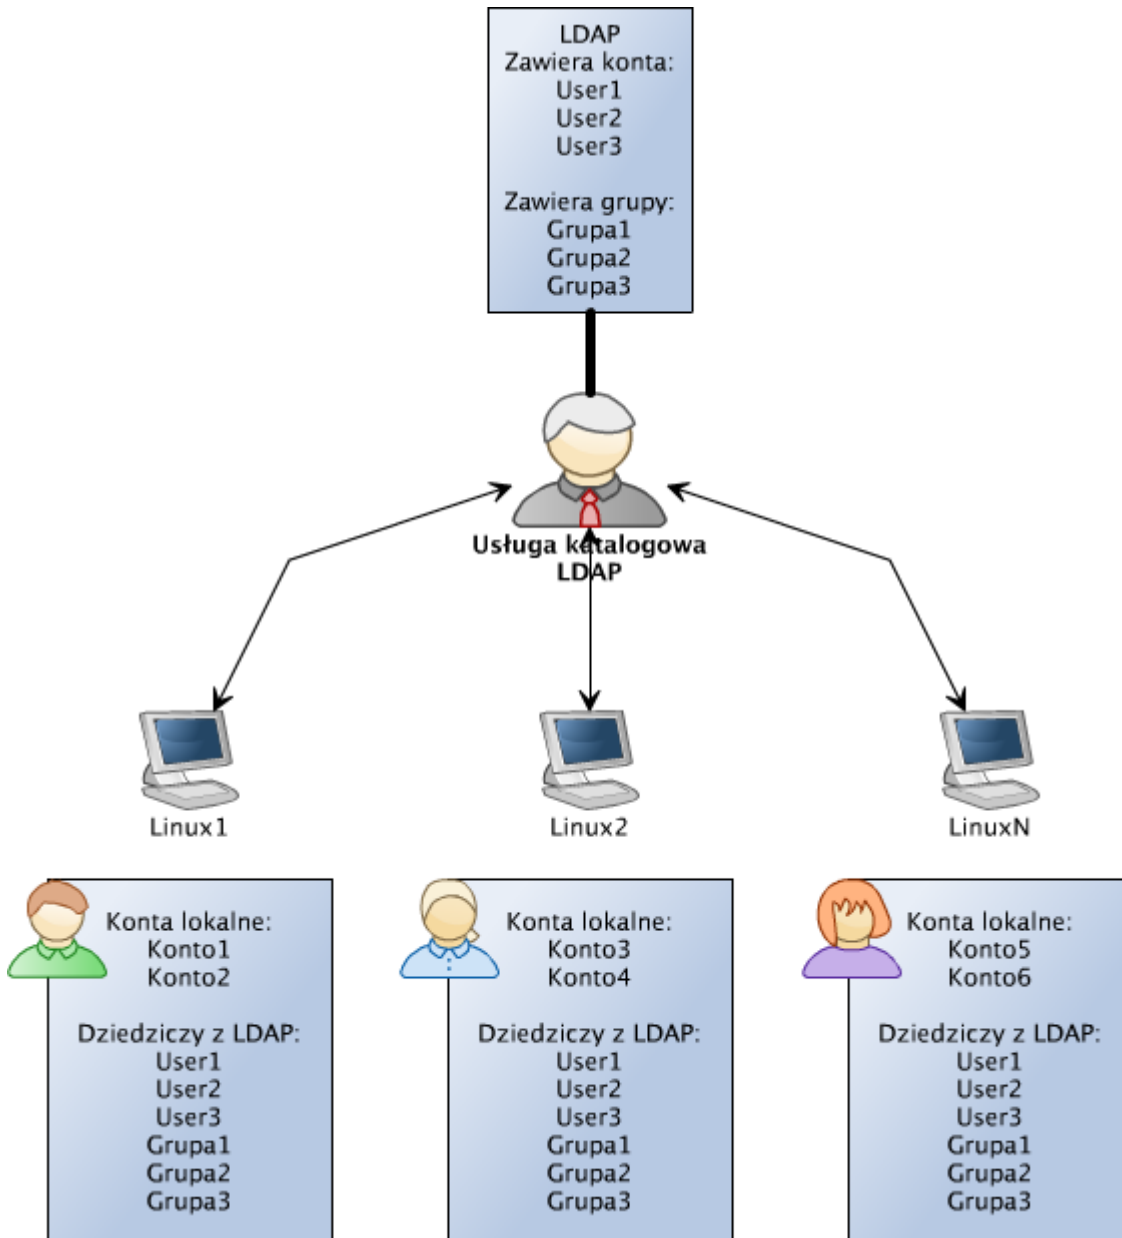 LDAP
Zawiera konta:
User1
User2
User3
Zawiera grupy:
Grupa1
Grupa2
Grupa3
Usługa katalogowa
LDAP
Linux1
Linux2
LinuxN
Konta lokalne:
Konto1
Konto2
Dziedziczy z LDAP:
User1
User2
User3
Grupa1
Grupa2
Grupa3
Konta lokalne:
Konto3
Konto4
Dziedziczy z LDAP:
User1
User2
User3
Grupa1
Grupa2
Grupa3
Konta lokalne:
Konto5
Konto6
Dziedziczy z LDAP:
User1
User2
User3
Grupa1
Grupa2
Grupa3